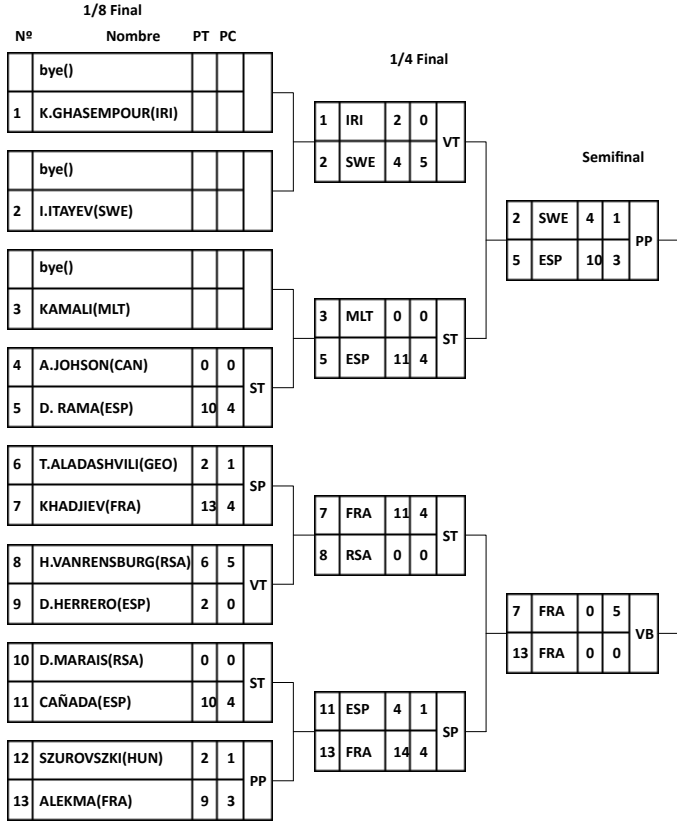 1/8 Final
Nº Nombre PT PC
bye()
1 K.GHASEMPOUR(IRI)
bye()
2 I.ITAYEV(SWE)
bye()
3 KAMALI(MLT)
4 A.JOHSON(CAN) 0 0
ST
5 D. RAMA(ESP) 10 4
6 T.ALADASHVILI(GEO) 2 1
SP
7 KHADJIEV(FRA) 13 4
8 H.VANRENSBURG(RSA) 6 5
VT
9 D.HERRERO(ESP) 2 0
10 D.MARAIS(RSA) 0 0
ST
11 CAÑADA(ESP) 10 4
12 SZUROVSZKI(HUN) 2 1
PP
13 ALEKMA(FRA) 9 3
1/4 Final
1 IRI 2 0
VT
2 SWE 4 5
3 MLT 0 0
ST
5 ESP 11 4
7 FRA 11 4
ST
8 RSA 0 0
11 ESP 4 1
SP
13 FRA 14 4
Semifinal
2 SWE 4 1
PP
5 ESP 10 3
7 FRA 0 5
VB
13 FRA 0 0